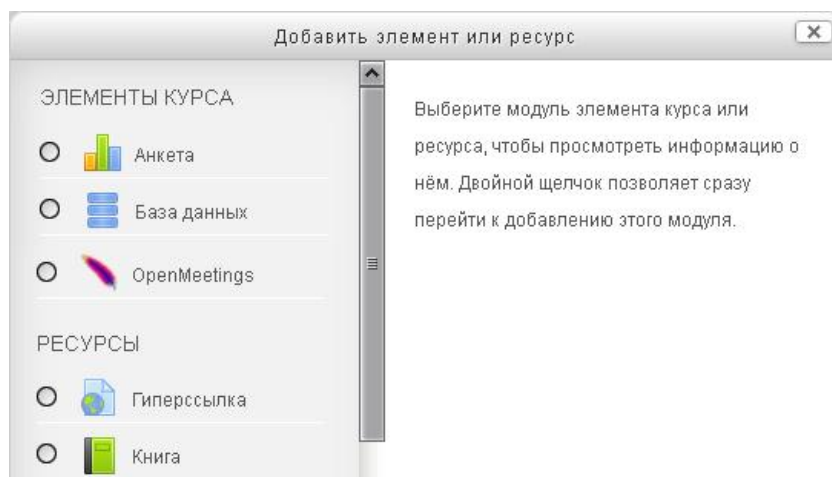 Добавить элемент или ресурс
ЭЛЕМЕНТЫ КУРСА
Анкета
База данных
OpenMeetings
РЕСУРСЫ
Гиперссылка
Книга
Выберите модуль элемента курса или
ресурса, чтобы просмотреть информацию о
нём. Двойной щелчок позволяет сразу
перейти к добавлению этого модуля.